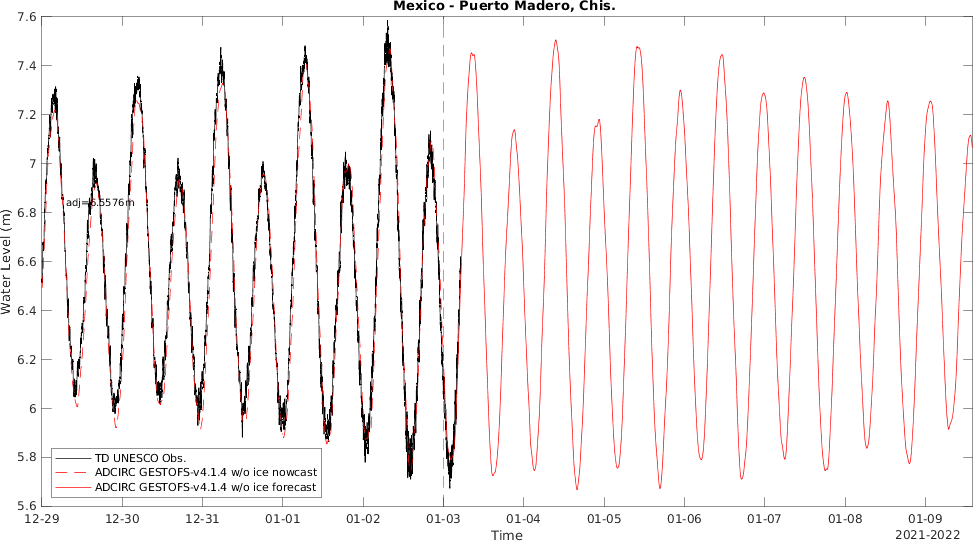 Mexico - Puerto Madero, Chis.
7.6
7.4
7.2
7
6.8
6.6
6.4
6.2
6
5.8
5.6
Water Level (m)
adj=6.5576m
TD UNESCO Obs.
ADCIRC GESTOFS-v4.1.4 w/o ice nowcast
ADCIRC GESTOFS-v4.1.4 w/o ice forecast
12-29 12-30 12-31 01-01 01-02 01-03 01-04 01-05 01-06 01-07 01-08 01-09
Time
2021-2022